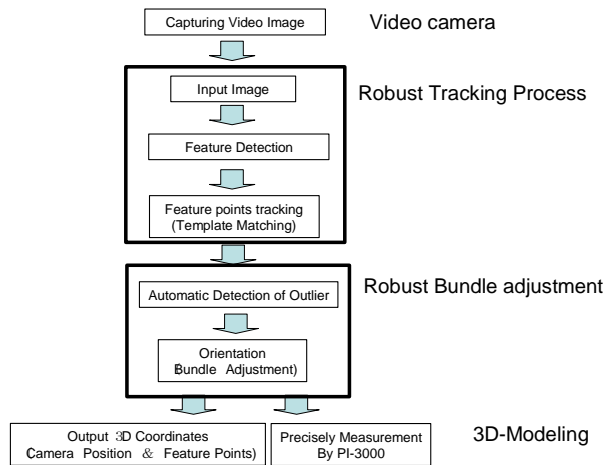 Capturing Video Image
Video camera
Input Image
Robust Tracking Process
Feature Detection
Feature points tracking
(Template Matching)
Robust Bundle adjustment
Automatic Detection of Outlier
Orientation
(Bundle Adjustment)
Output 3D Coordinates
(Camera Position & Feature Points)
Precisely Measurement
By PI-3000
3D-Modeling